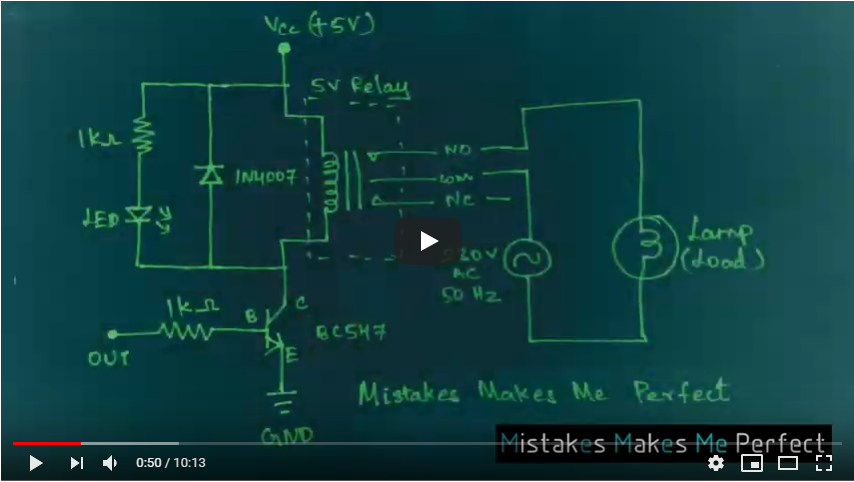 Vcc (+5V)
5V Relay
1kΩ
1N4007
NO
com
NC
LED
Lamp
(Load)
AC
50 Hz
1kΩ
B
C
BC547
OUT
E
Mistakes Makes Me Perfect
GND
Mistakes Makes Me Perfect
0:50 / 10:13